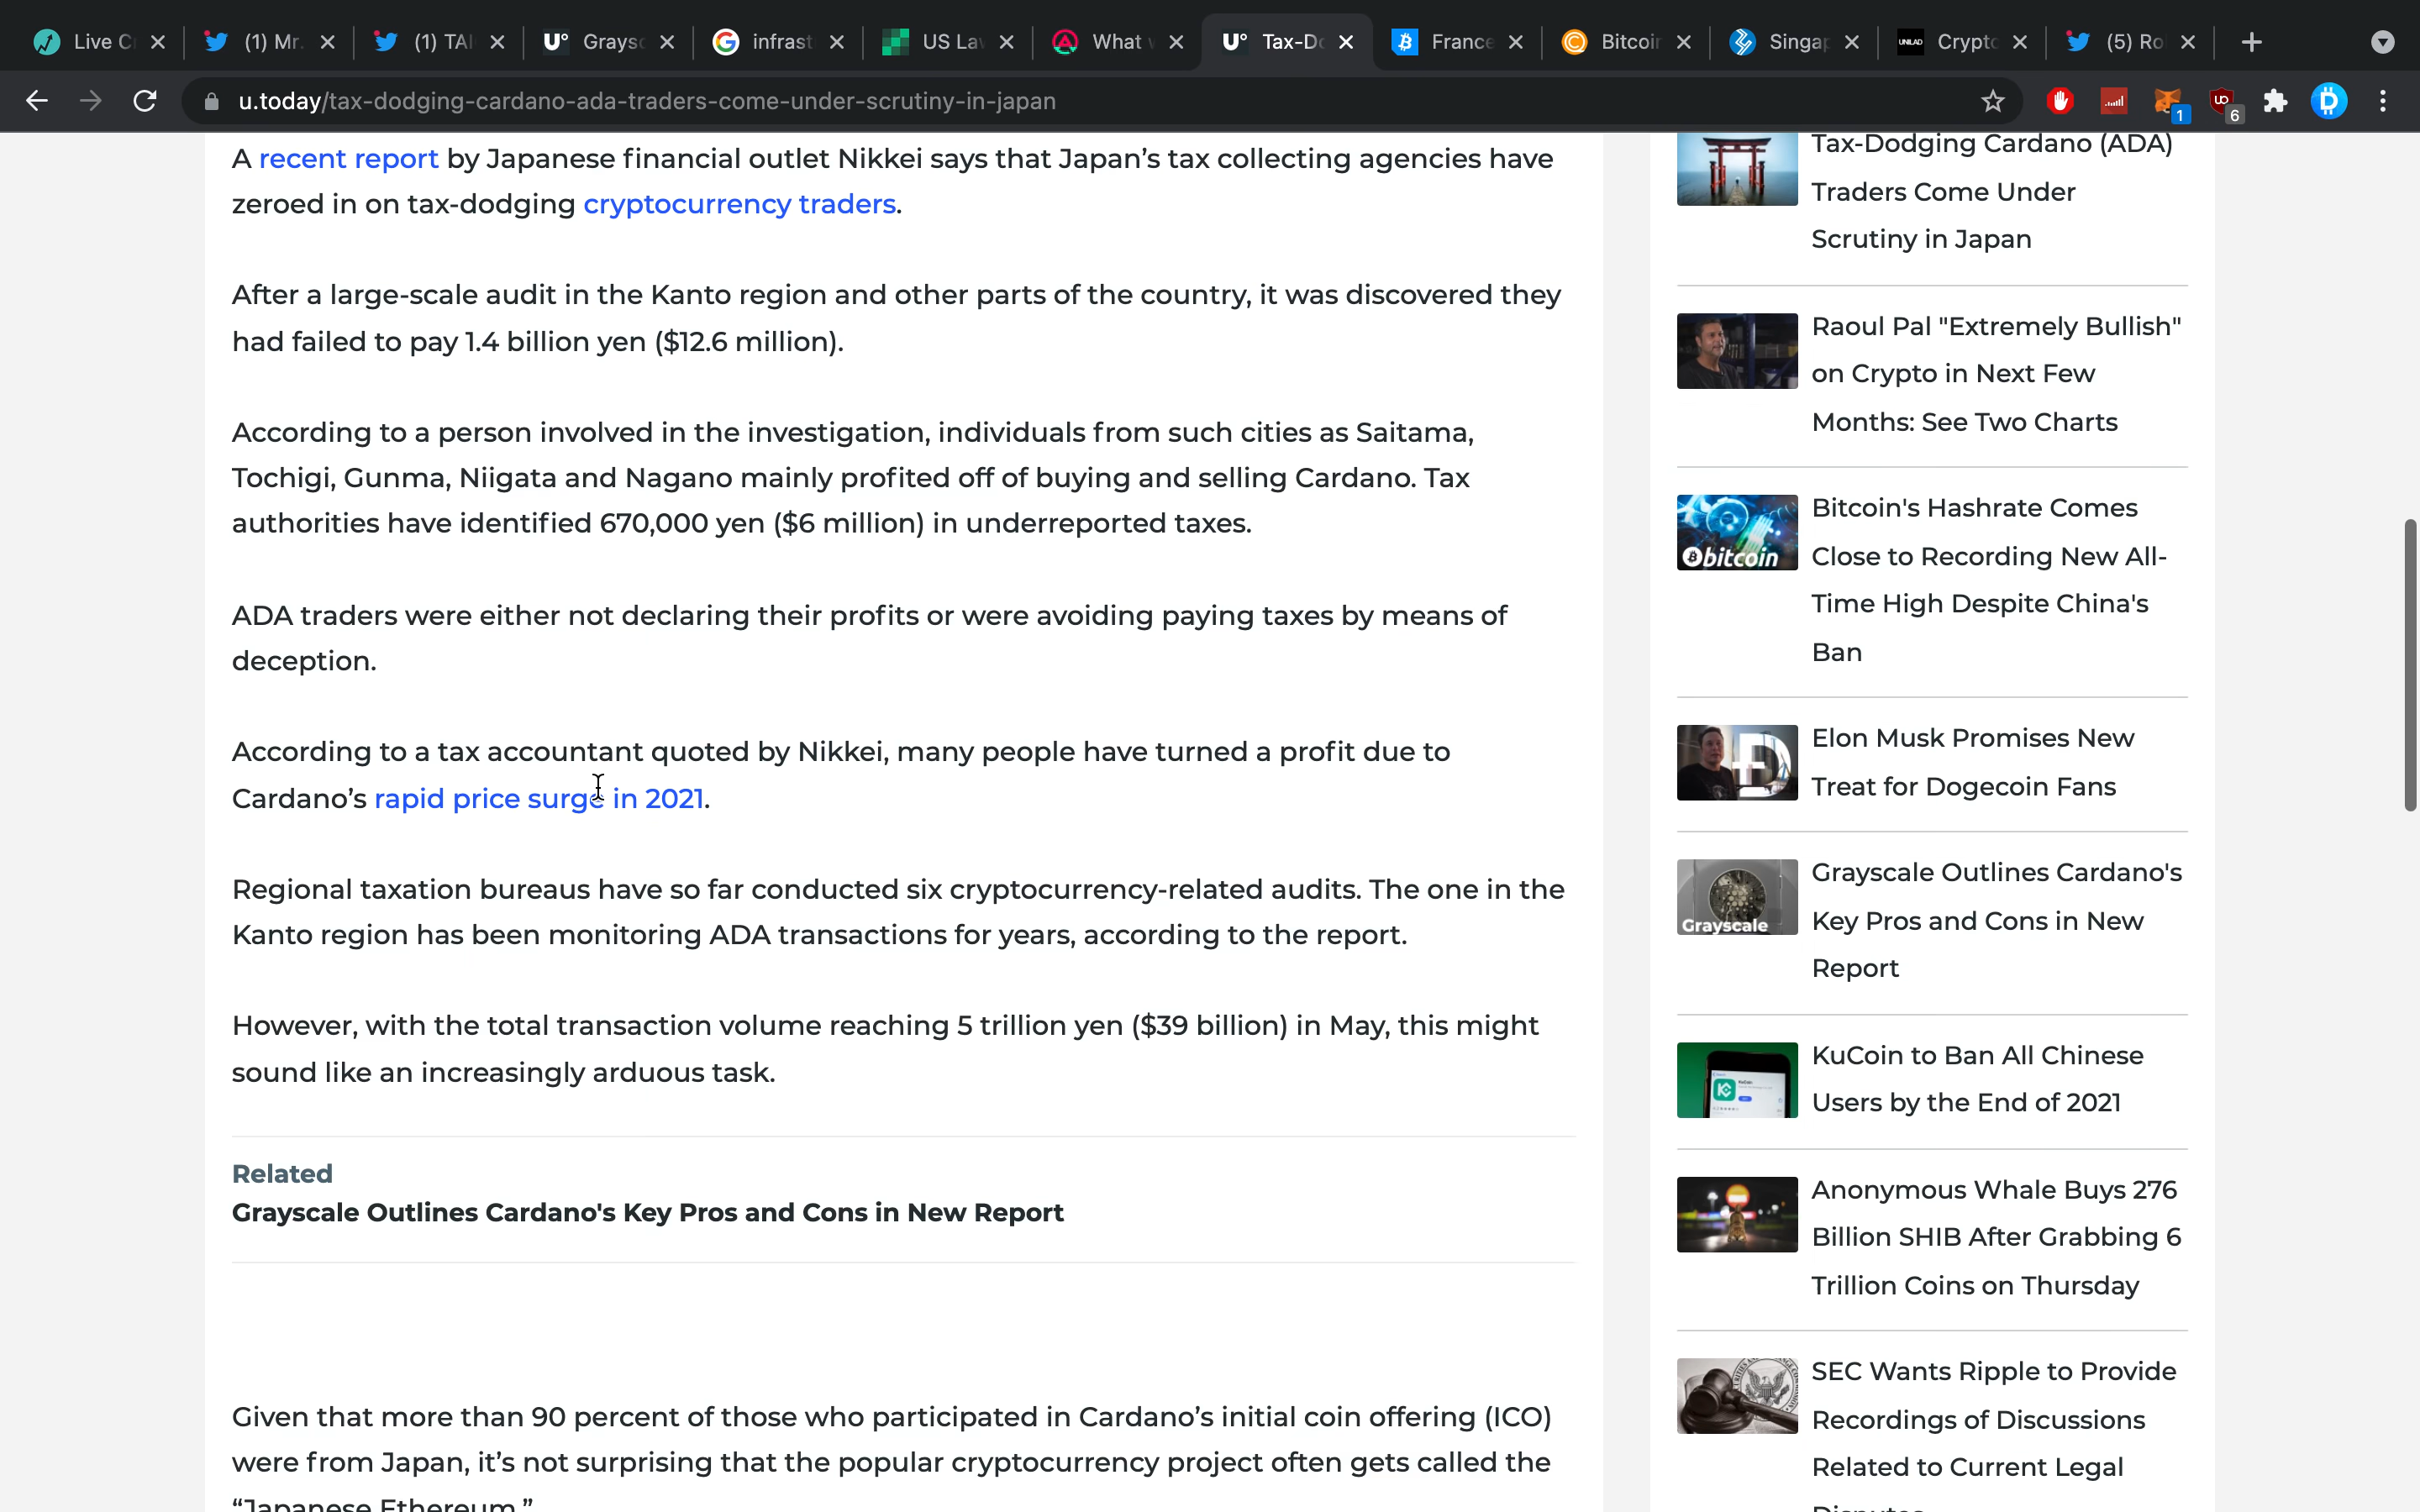 Live C
(1) Mr.
(1) TAI
U° Graysc
infrast
US La
What
U° Tax-D
France
Bitcoin
Singap
UNILAD Crypto
(5) Ro
u.today/tax-dodging-cardano-ada-traders-come-under-scrutiny-in-japan
1
6
A recent report by Japanese financial outlet Nikkei says that Japan’s tax collecting agencies have
zeroed in on tax-dodging cryptocurrency traders.
After a large-scale audit in the Kanto region and other parts of the country, it was discovered they
had failed to pay 1.4 billion yen ($12.6 million).
According to a person involved in the investigation, individuals from such cities as Saitama,
Tochigi, Gunma, Niigata and Nagano mainly profited off of buying and selling Cardano. Tax
authorities have identified 670,000 yen ($6 million) in underreported taxes.
ADA traders were either not declaring their profits or were avoiding paying taxes by means of
deception.
According to a tax accountant quoted by Nikkei, many people have turned a profit due to
Cardano’s rapid price surge in 2021.
Regional taxation bureaus have so far conducted six cryptocurrency-related audits. The one in the
Kanto region has been monitoring ADA transactions for years, according to the report.
However, with the total transaction volume reaching 5 trillion yen ($39 billion) in May, this might
sound like an increasingly arduous task.
Related
Grayscale Outlines Cardano's Key Pros and Cons in New Report
Given that more than 90 percent of those who participated in Cardano’s initial coin offering (ICO)
were from Japan, it’s not surprising that the popular cryptocurrency project often gets called the
“Japanese Ethereum.”
Tax-Dodging Cardano (ADA)
Traders Come Under
Scrutiny in Japan
Raoul Pal "Extremely Bullish"
on Crypto in Next Few
Months: See Two Charts
bitcoin
Bitcoin's Hashrate Comes
Close to Recording New All-
Time High Despite China's
Ban
Elon Musk Promises New
Treat for Dogecoin Fans
Grayscale
Grayscale Outlines Cardano's
Key Pros and Cons in New
Report
KuCoin to Ban All Chinese
Users by the End of 2021
Anonymous Whale Buys 276
Billion SHIB After Grabbing 6
Trillion Coins on Thursday
SEC Wants Ripple to Provide
Recordings of Discussions
Related to Current Legal